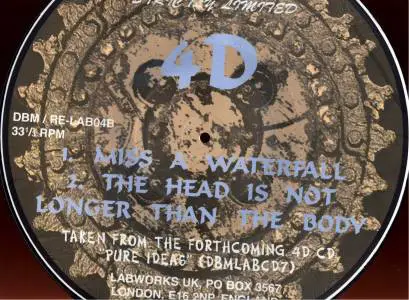 STRICTLY LIMITED
4D
DBM / RE-LAB04B
33⅓ RPM
1. MISS A WATERFALL
2. THE HEAD IS NOT
LONGER THAN THE BODY
TAKEN FROM THE FORTHCOMING 4D CD
"PURE IDEAS" (DBMLABCD7)
LABWORKS UK, PO BOX 3567
LONDON, E16 2NP, ENGLAND